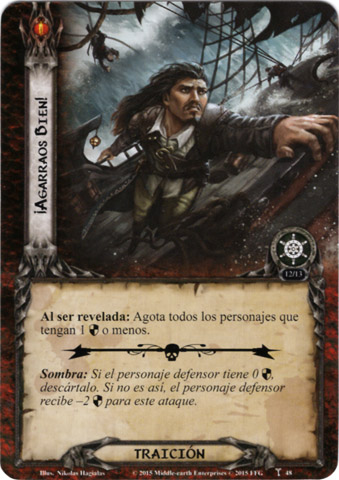 ¡Agarraos Bien!
12/13
Al ser revelada: Agota todos los personajes que
tengan 1 o menos.
Sombra: Si el personaje defensor tiene 0 ,
descártalo. Si no es así, el personaje defensor
recibe –2 para este ataque.
TRAICIÓN
Illus. Nikolas Hagialas
© 2015 Middle-earth Enterprises © 2015 FFG
48